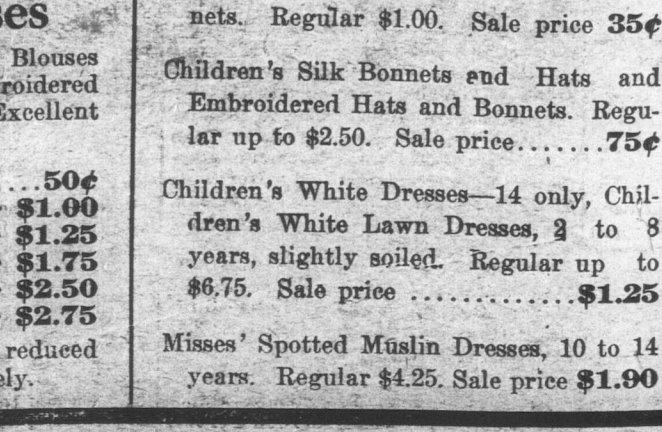 ses
Blouses
roidered
Excellent
...50¢
$1.00
$1.25
$1.75
$2.50
$2.75
reduced
ely.
nets. Regular $1.00. Sale price 35¢
Children's Silk Bonnets and Hats and
Embroidered Hats and Bonnets. Regu-
lar up to $2.50. Sale price.......75¢
Children's White Dresses—14 only, Chil-
dren's White Lawn Dresses, 2 to 8
years, slightly soiled. Regular up to
$6.75. Sale price .............$1.25
Misses' Spotted Muslin Dresses, 10 to 14
years. Regular $4.25. Sale price $1.90